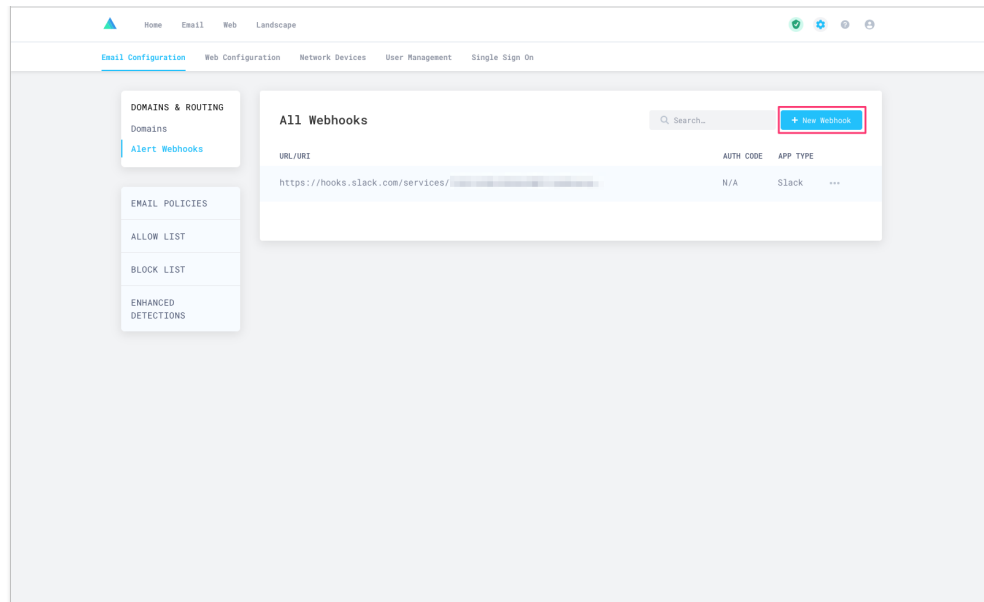 Home Email Web Landscape
Email Configuration Web Configuration Network Devices User Management Single Sign On
DOMAINS & ROUTING
Domains
Alert Webhooks
EMAIL POLICIES
ALLOW LIST
BLOCK LIST
ENHANCED
DETECTIONS
All Webhooks
Search…
+ New Webhook
URL/URI AUTH CODE APP TYPE
https://hooks.slack.com/services/ N/A Slack ...